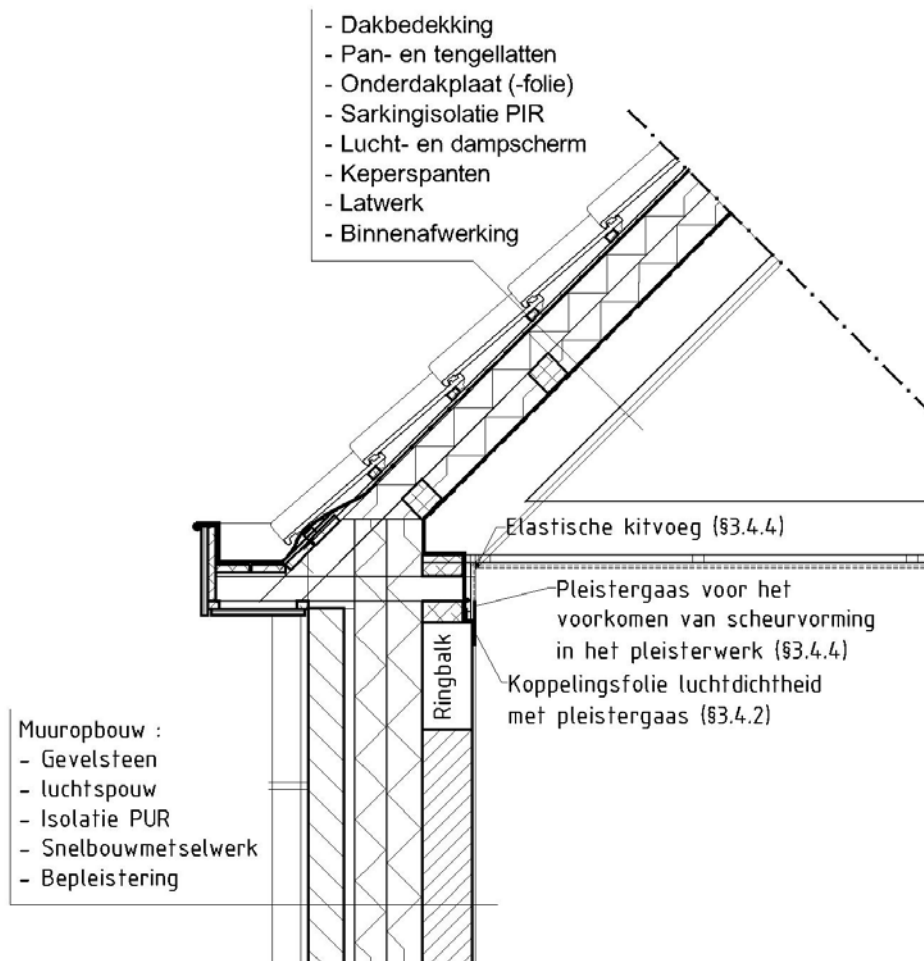 - Dakbedekking
- Pan- en tengellatten
- Onderdakplaat (-folie)
- Sarkingisolatie PIR
- Lucht- en dampscherm
- Keperspanten
- Latwerk
- Binnenafwerking
Elastische kitvoeg (§3.4.4)
Pleistergaas voor het
voorkomen van scheurvorming
in het pleisterwerk (§3.4.4)
Koppelingsfolie luchtdichtheid
met pleistergaas (§3.4.2)
Ringbalk
Muuropbouw :
- Gevelsteen
- luchtspouw
- Isolatie PUR
- Snelbouwmetselwerk
- Bepleistering